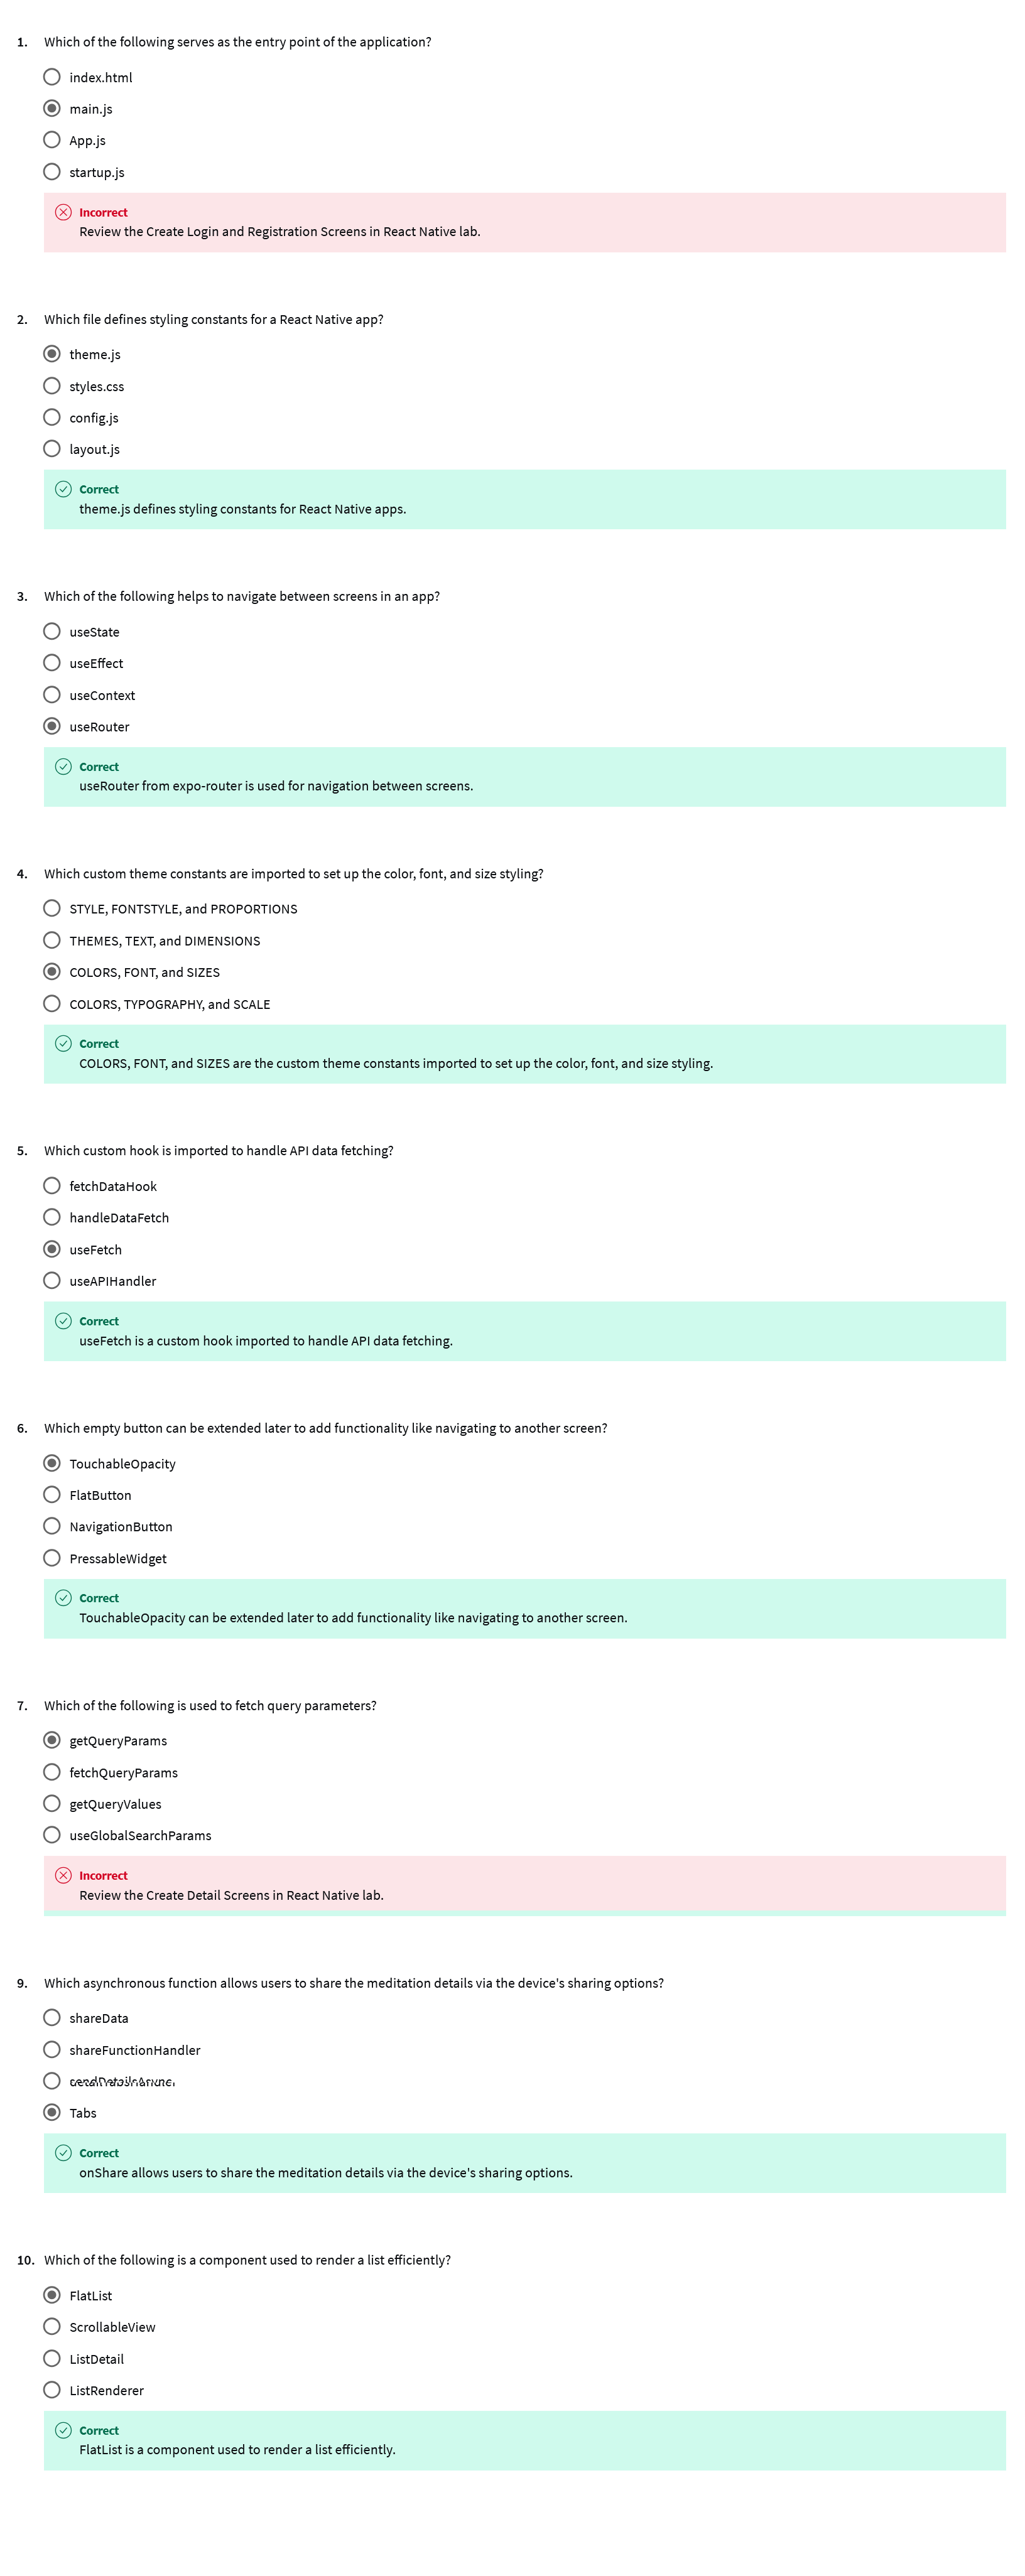 1. Which of the following serves as the entry point of the application?
index.html
main.js
App.js
startup.js
Incorrect
Review the Create Login and Registration Screens in React Native lab.
2. Which file defines styling constants for a React Native app?
theme.js
styles.css
config.js
layout.js
Correct
theme.js defines styling constants for React Native apps.
3. Which of the following helps to navigate between screens in an app?
useState
useEffect
useContext
useRouter
Correct
useRouter from expo-router is used for navigation between screens.
4. Which custom theme constants are imported to set up the color, font, and size styling?
STYLE, FONTSTYLE, and PROPORTIONS
THEMES, TEXT, and DIMENSIONS
COLORS, FONT, and SIZES
COLORS, TYPOGRAPHY, and SCALE
Correct
COLORS, FONT, and SIZES are the custom theme constants imported to set up the color, font, and size styling.
5. Which custom hook is imported to handle API data fetching?
fetchDataHook
handleDataFetch
useFetch
useAPIHandler
Correct
useFetch is a custom hook imported to handle API data fetching.
6. Which empty button can be extended later to add functionality like navigating to another screen?
TouchableOpacity
FlatButton
NavigationButton
PressableWidget
Correct
TouchableOpacity can be extended later to add functionality like navigating to another screen.
7. Which of the following is used to fetch query parameters?
getQueryParams
fetchQueryParams
getQueryValues
useGlobalSearchParams
Incorrect
Review the Create Detail Screens in React Native lab.
9. Which asynchronous function allows users to share the meditation details via the device's sharing options?
shareData
shareFunctionHandler
Tabs
Correct
onShare allows users to share the meditation details via the device's sharing options.
10. Which of the following is a component used to render a list efficiently?
FlatList
ScrollableView
ListDetail
ListRenderer
Correct
FlatList is a component used to render a list efficiently.